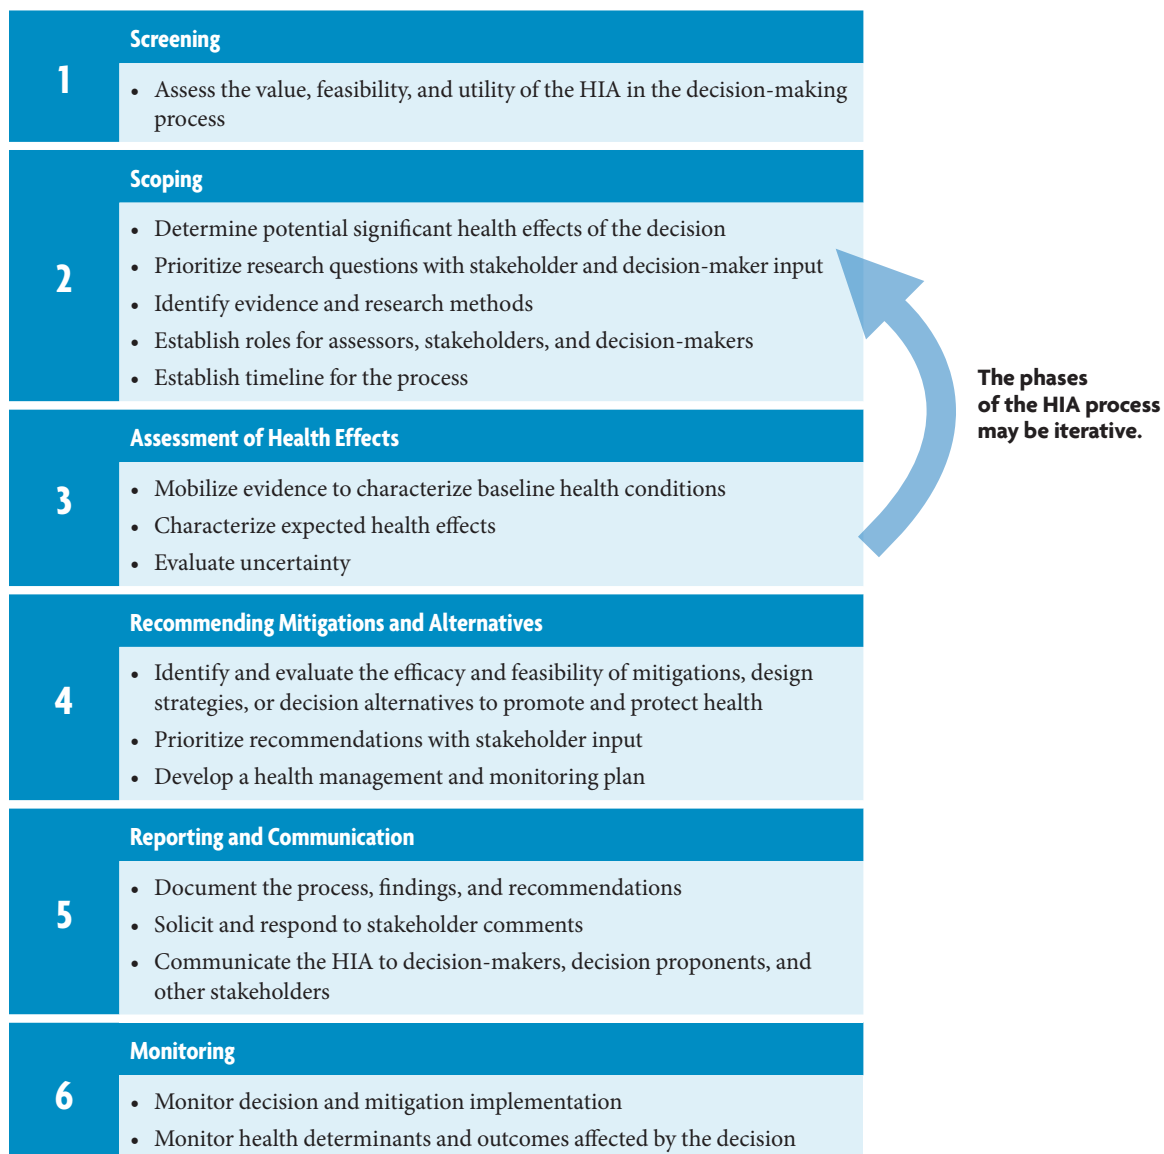 1
Screening
• Assess the value, feasibility, and utility of the HIA in the decision-making
process
2
Scoping
• Determine potential significant health effects of the decision
• Prioritize research questions with stakeholder and decision-maker input
• Identify evidence and research methods
• Establish roles for assessors, stakeholders, and decision-makers
• Establish timeline for the process
The phases
of the HIA process
may be iterative.
3
Assessment of Health Effects
• Mobilize evidence to characterize baseline health conditions
• Characterize expected health effects
• Evaluate uncertainty
4
Recommending Mitigations and Alternatives
• Identify and evaluate the efficacy and feasibility of mitigations, design
strategies, or decision alternatives to promote and protect health
• Prioritize recommendations with stakeholder input
• Develop a health management and monitoring plan
5
Reporting and Communication
• Document the process, findings, and recommendations
• Solicit and respond to stakeholder comments
• Communicate the HIA to decision-makers, decision proponents, and
other stakeholders
6
Monitoring
• Monitor decision and mitigation implementation
• Monitor health determinants and outcomes affected by the decision